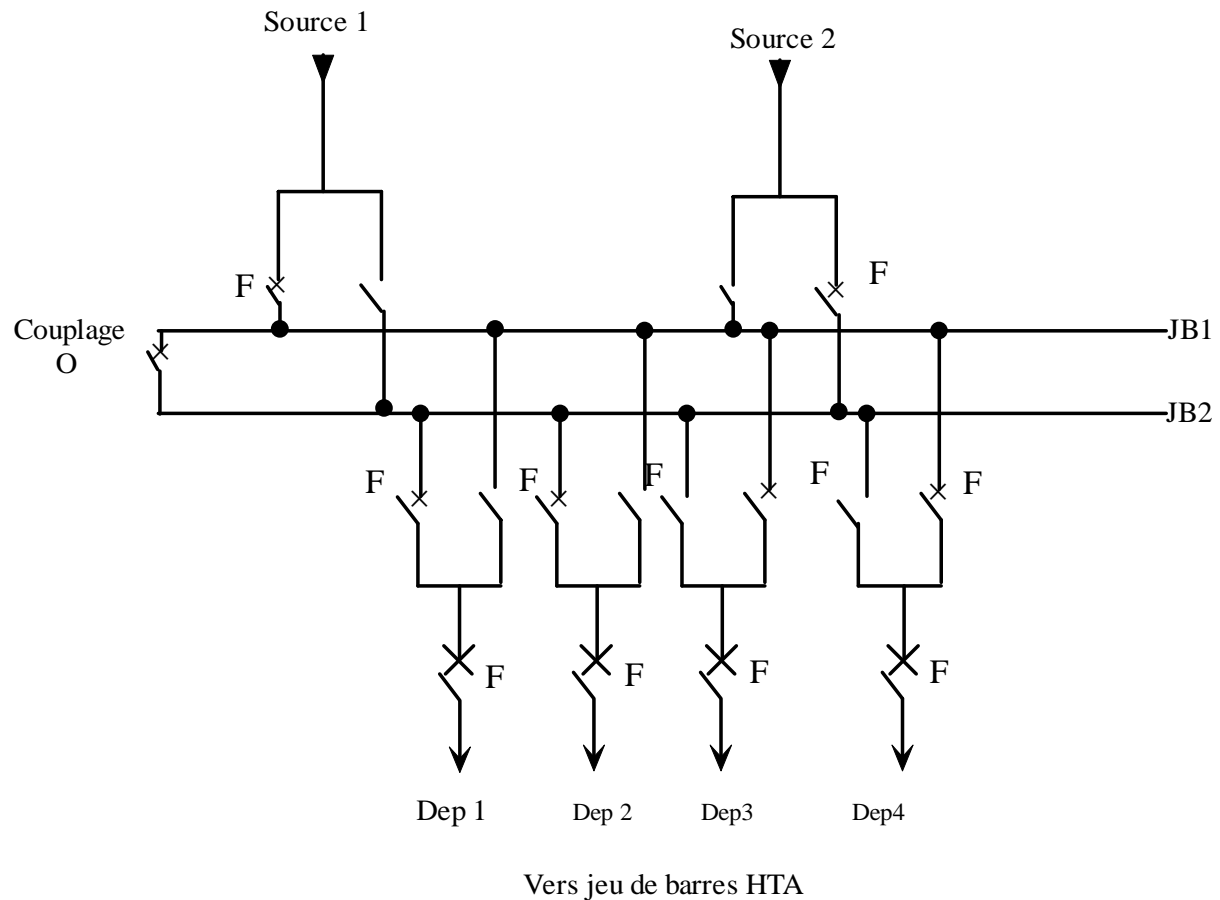 Source 1
Source 2
F
F
Couplage
O
JB1
JB2
F
F
F
F
F
F
F
F
F
Dep 1
Dep 2
Dep3
Dep4
Vers jeu de barres HTA